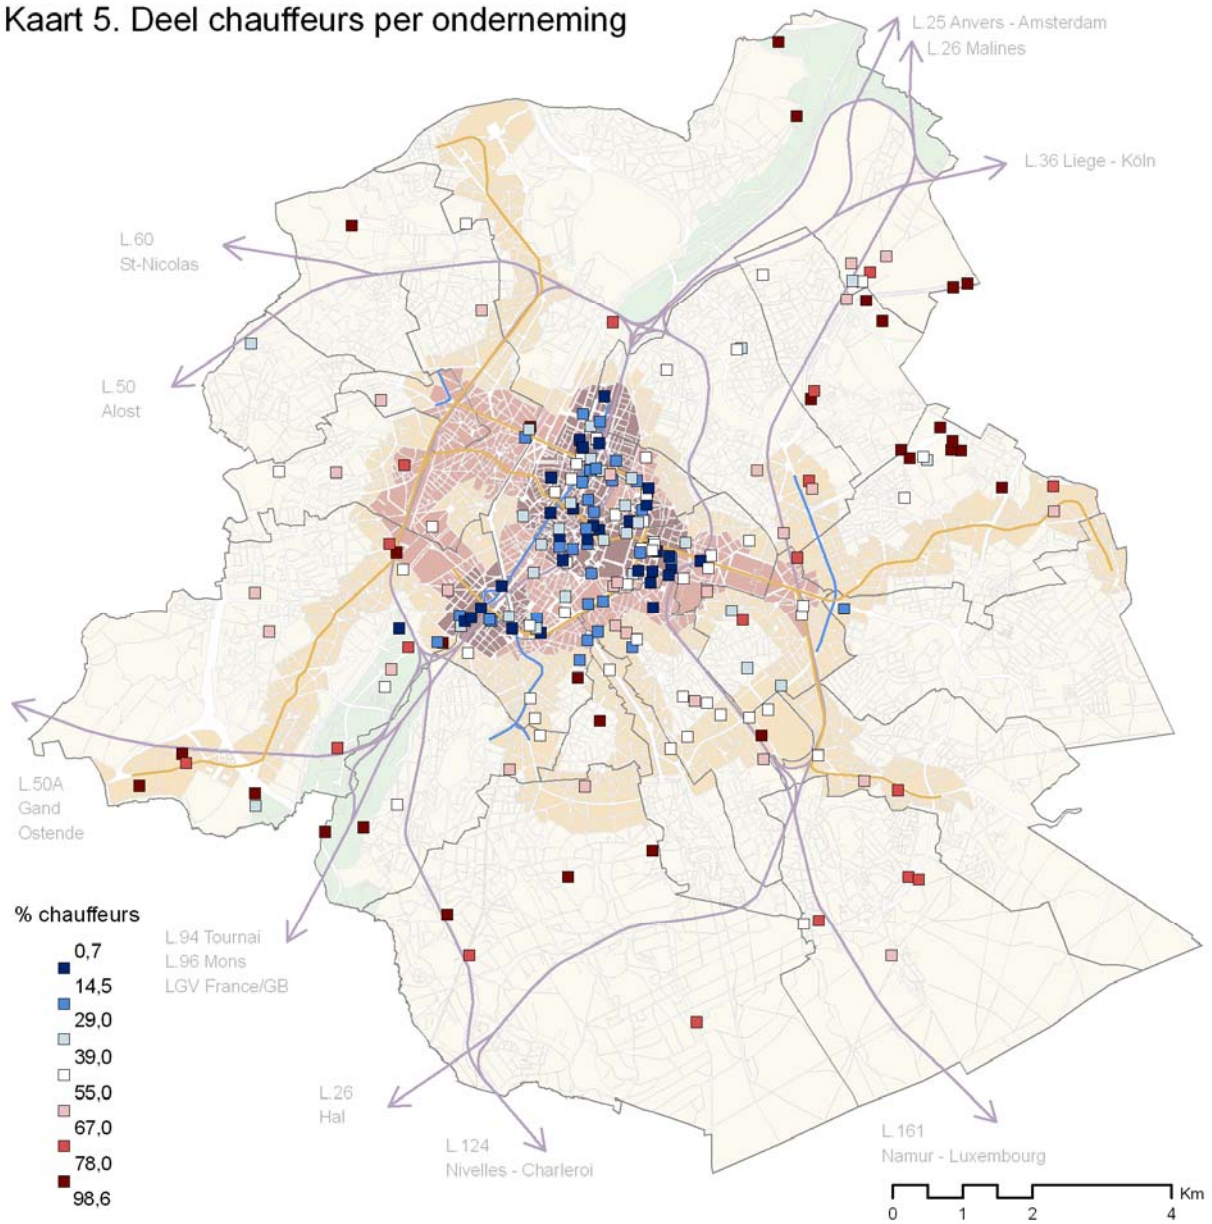 Kaart 5. Deel chauffeurs per onderneming
L.25 Anvers - Amsterdam
L.26 Malines
L.36 Liege - Köln
L.60
St-Nicolas
L.50
Alost
L.50A
Gand
Ostende
% chauffeurs
0,7
14,5
29,0
39,0
55,0
67,0
78,0
98,6
L.94 Tournai
L.96 Mons
LGV France/GB
L.26
Hal
L.124
Nivelles - Charleroi
L.161
Namur - Luxembourg
Km
0 1 2 4